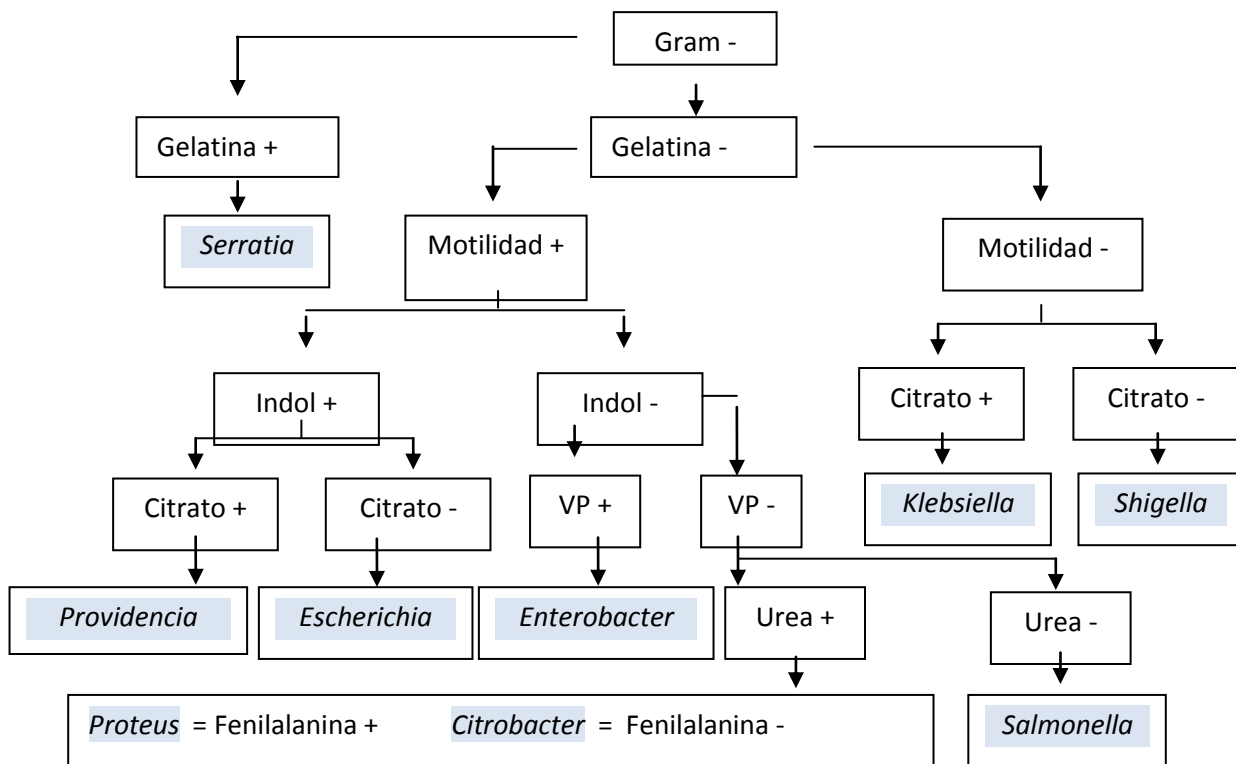 Gram -
Gelatina +
Gelatina -
Serratia
Motilidad +
Motilidad -
Indol +
Indol -
Citrato +
Citrato -
Citrato +
Citrato -
VP +
VP -
Klebsiella
Shigella
Providencia
Escherichia
Enterobacter
Urea +
Urea -
Proteus = Fenilalanina + Citrobacter = Fenilalanina -
Salmonella